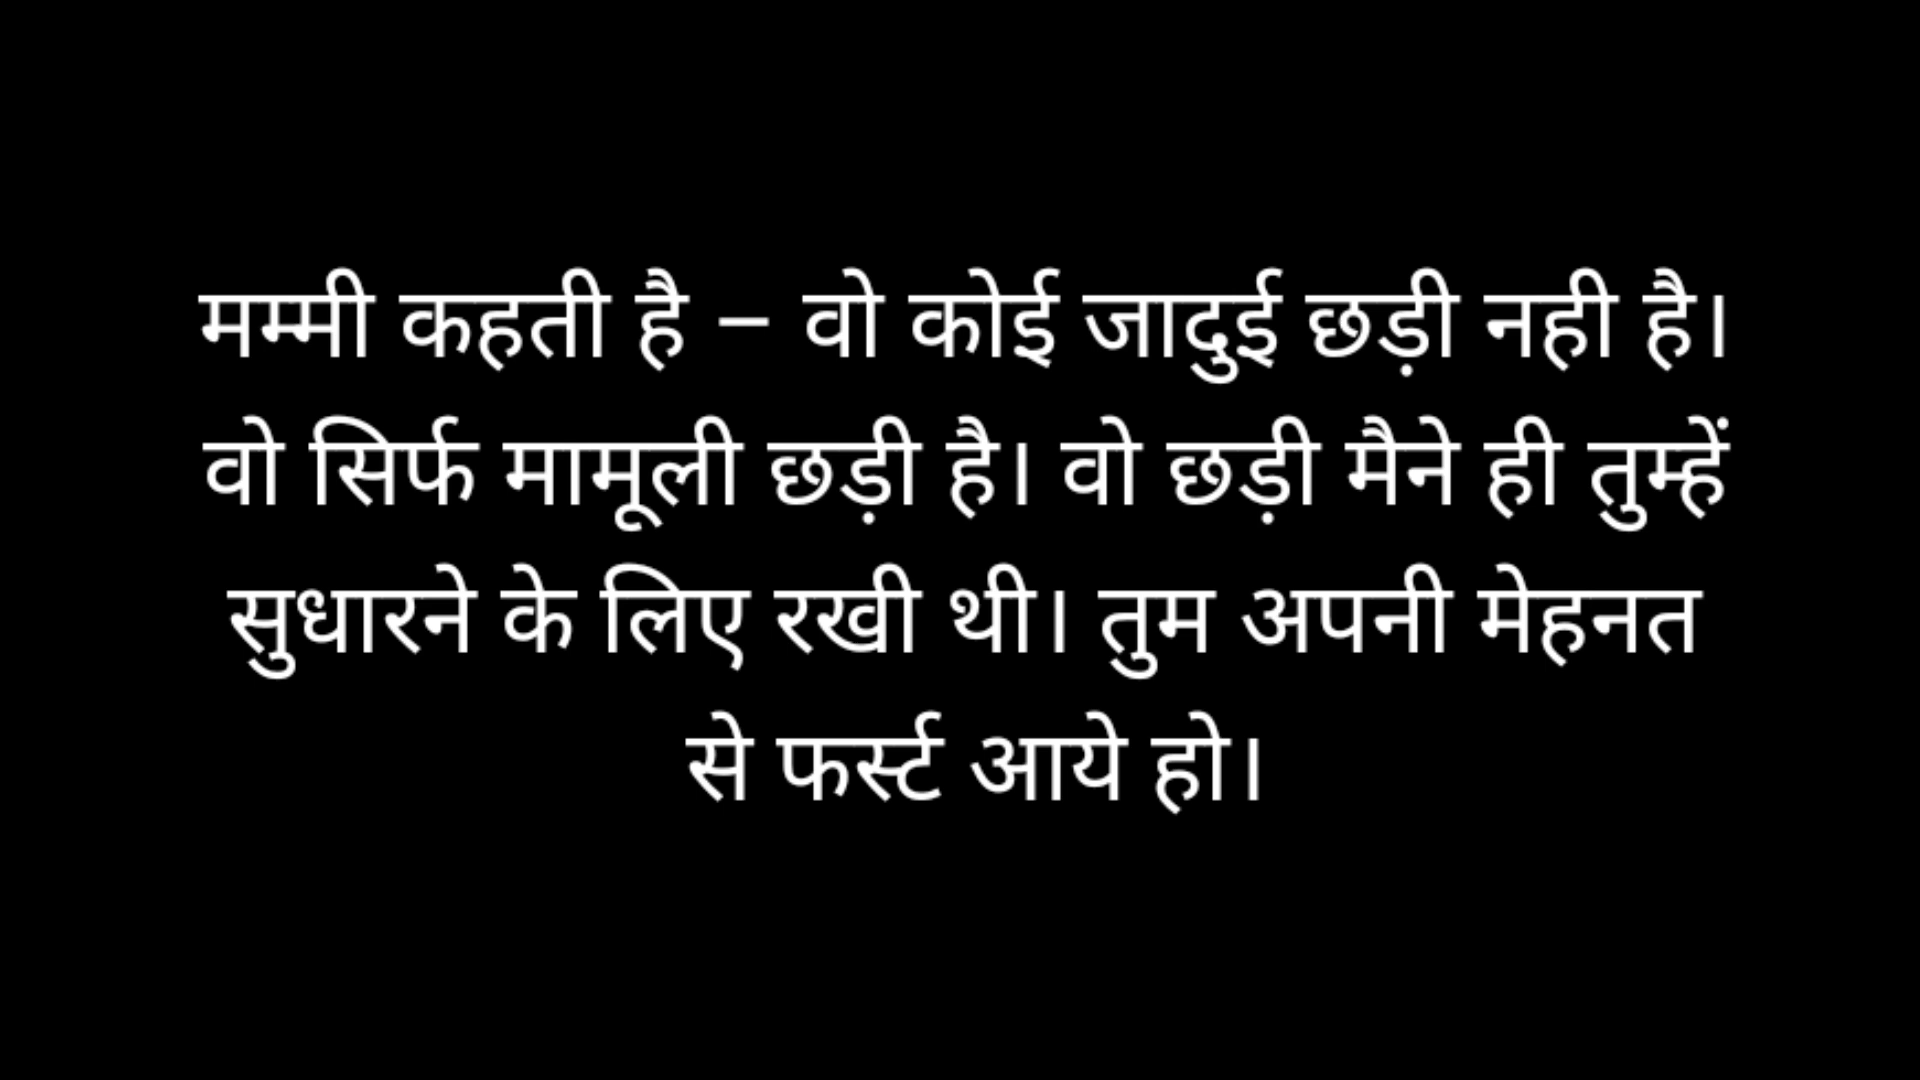 मम्मी कहती है – वो कोई जादुई छड़ी नही है।
वो सिर्फ मामूली छड़ी है। वो छड़ी मैने ही तुम्हें
सुधारने के लिए रखी थी। तुम अपनी मेहनत
से फर्स्ट आये हो।